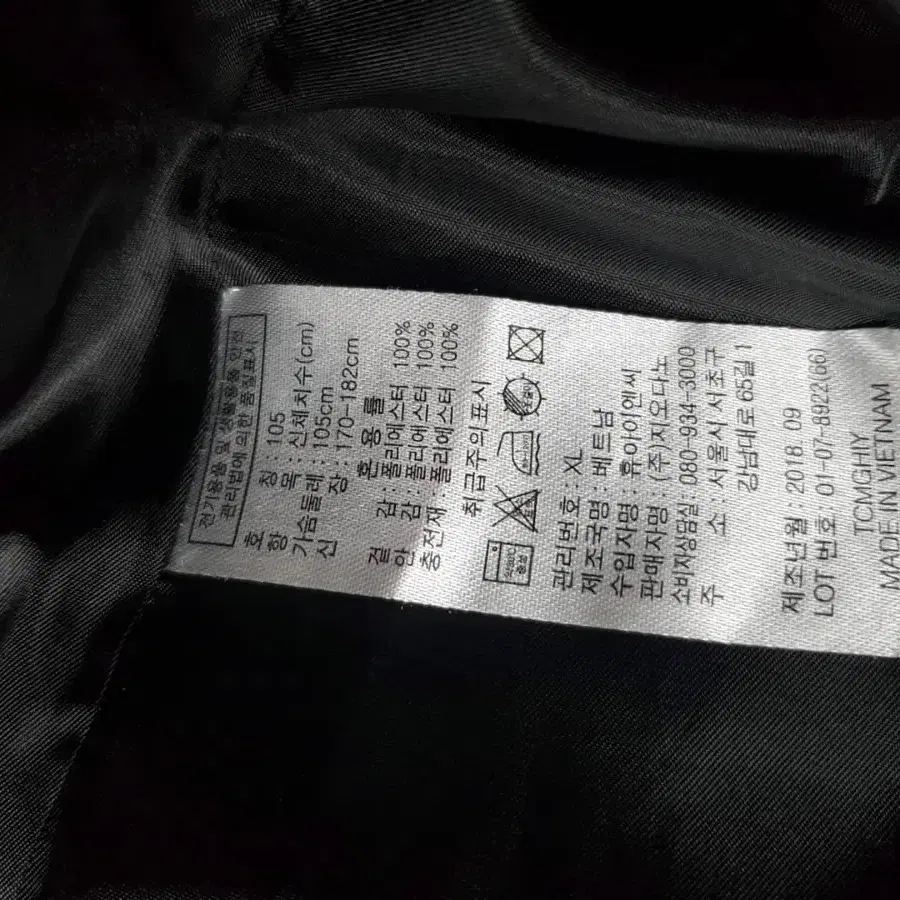 전기용품 및 생활용품 안전
관리법에 의한 품질표시
호 칭 : 105
항 목 : 신체치수(cm)
가슴둘레 : 105cm
신 장 : 170-182cm
혼 용 률
겉 감 : 폴리에스터 100%
안 감 : 폴리에스터 100%
충전재 : 폴리에스터 100%
취급주의표시
관리번호 : XL
제조국명 : 베트남
수입자명 : 휴아이앤씨
판매자명 : (주)지오다노
소비자상담실 : 080-934-3000
주 소 : 서울시 서초구
강남대로65길 1
제조년월 : 2018. 09
LOT 번호 : 01-07-8922(66)
TCMGHY
MADE IN VIETNAM